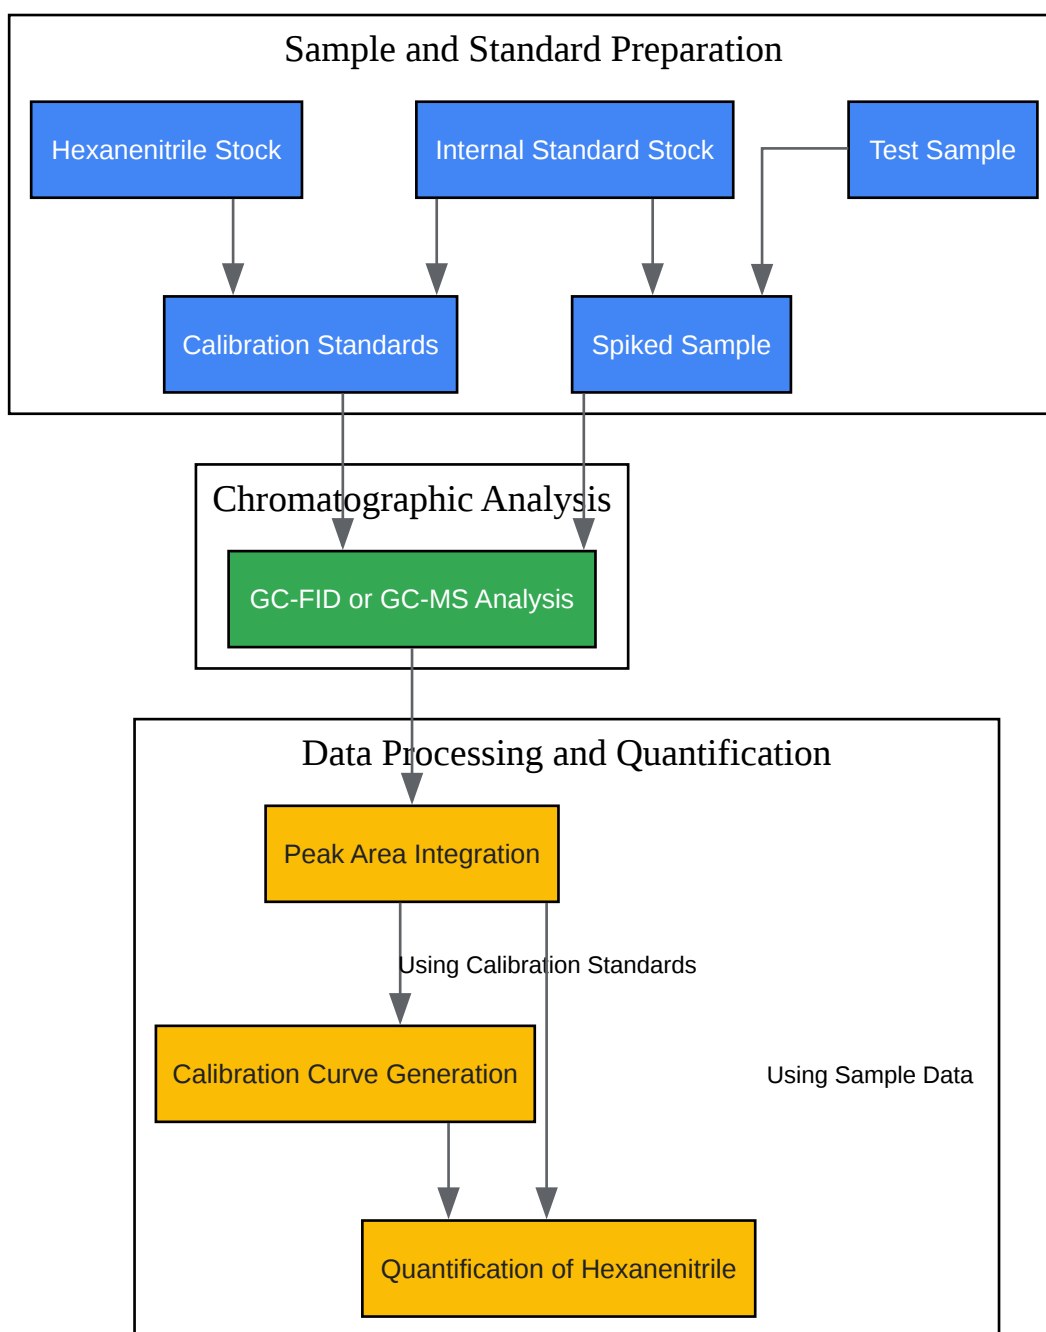 Sample and Standard Preparation
Hexanenitrile Stock
Internal Standard Stock
Test Sample
Calibration Standards
Spiked Sample
Chromatographic Analysis
GC-FID or GC-MS Analysis
Data Processing and Quantification
Peak Area Integration
Using Calibration Standards
Calibration Curve Generation
Using Sample Data
Quantification of Hexanenitrile